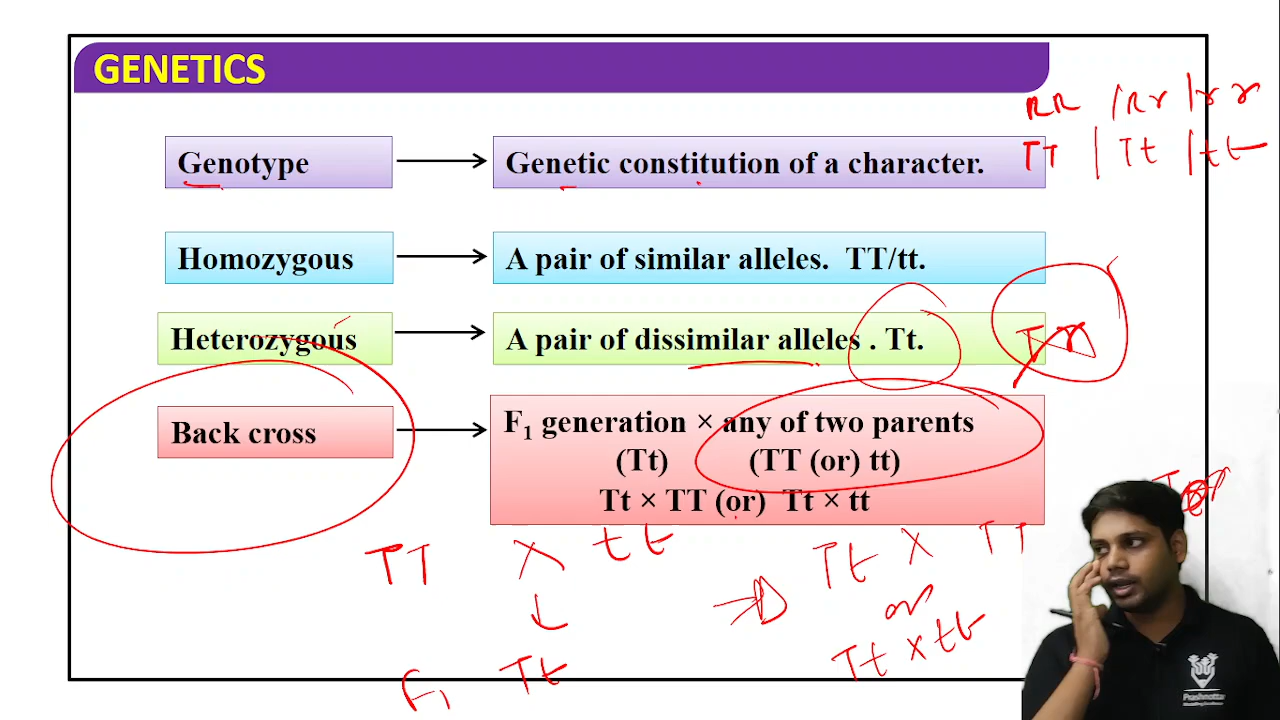 GENETICS
RR / Rr | r r
Genotype
Genetic constitution of a character.
TT | Tt | tt
Homozygous
A pair of similar alleles. TT/tt.
Heterozygous
A pair of dissimilar alleles . Tt.
Tr
Back cross
F₁ generation × any of two parents
(Tt) (TT (or) tt)
Tt × TT (or) Tt × tt
TT × tt
Tt × TT
or
Tt × tt
F₁ Tt
Prashnottar